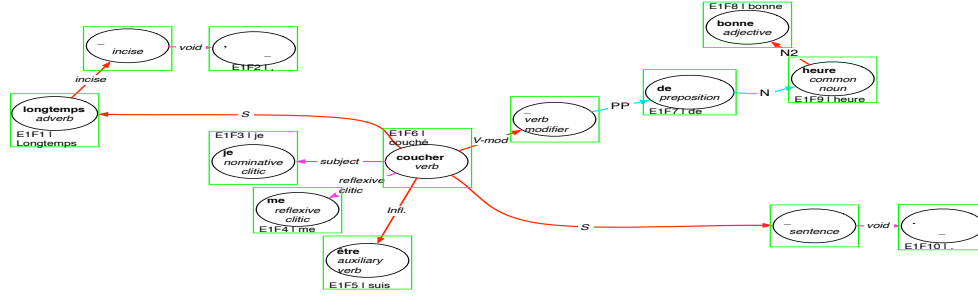 E1F8 | bonne
bonne
adjective
N2
heure
common
noun
E1F9 | heure
_
incise
void
,
_
E1F2 | ,
incise
longtemps
adverb
E1F1 |
Longtemps
S
de
preposition
E1F7 | de
N
PP
_
verb
modifier
V-mod
E1F3 | je
je
nominative
clitic
subject
E1F6 |
couché
coucher
verb
reflexive
clitic
me
reflexive
clitic
E1F4 | me
Infl.
être
auxiliary
verb
E1F5 | suis
S
_
sentence
void
.
_
E1F10 | .